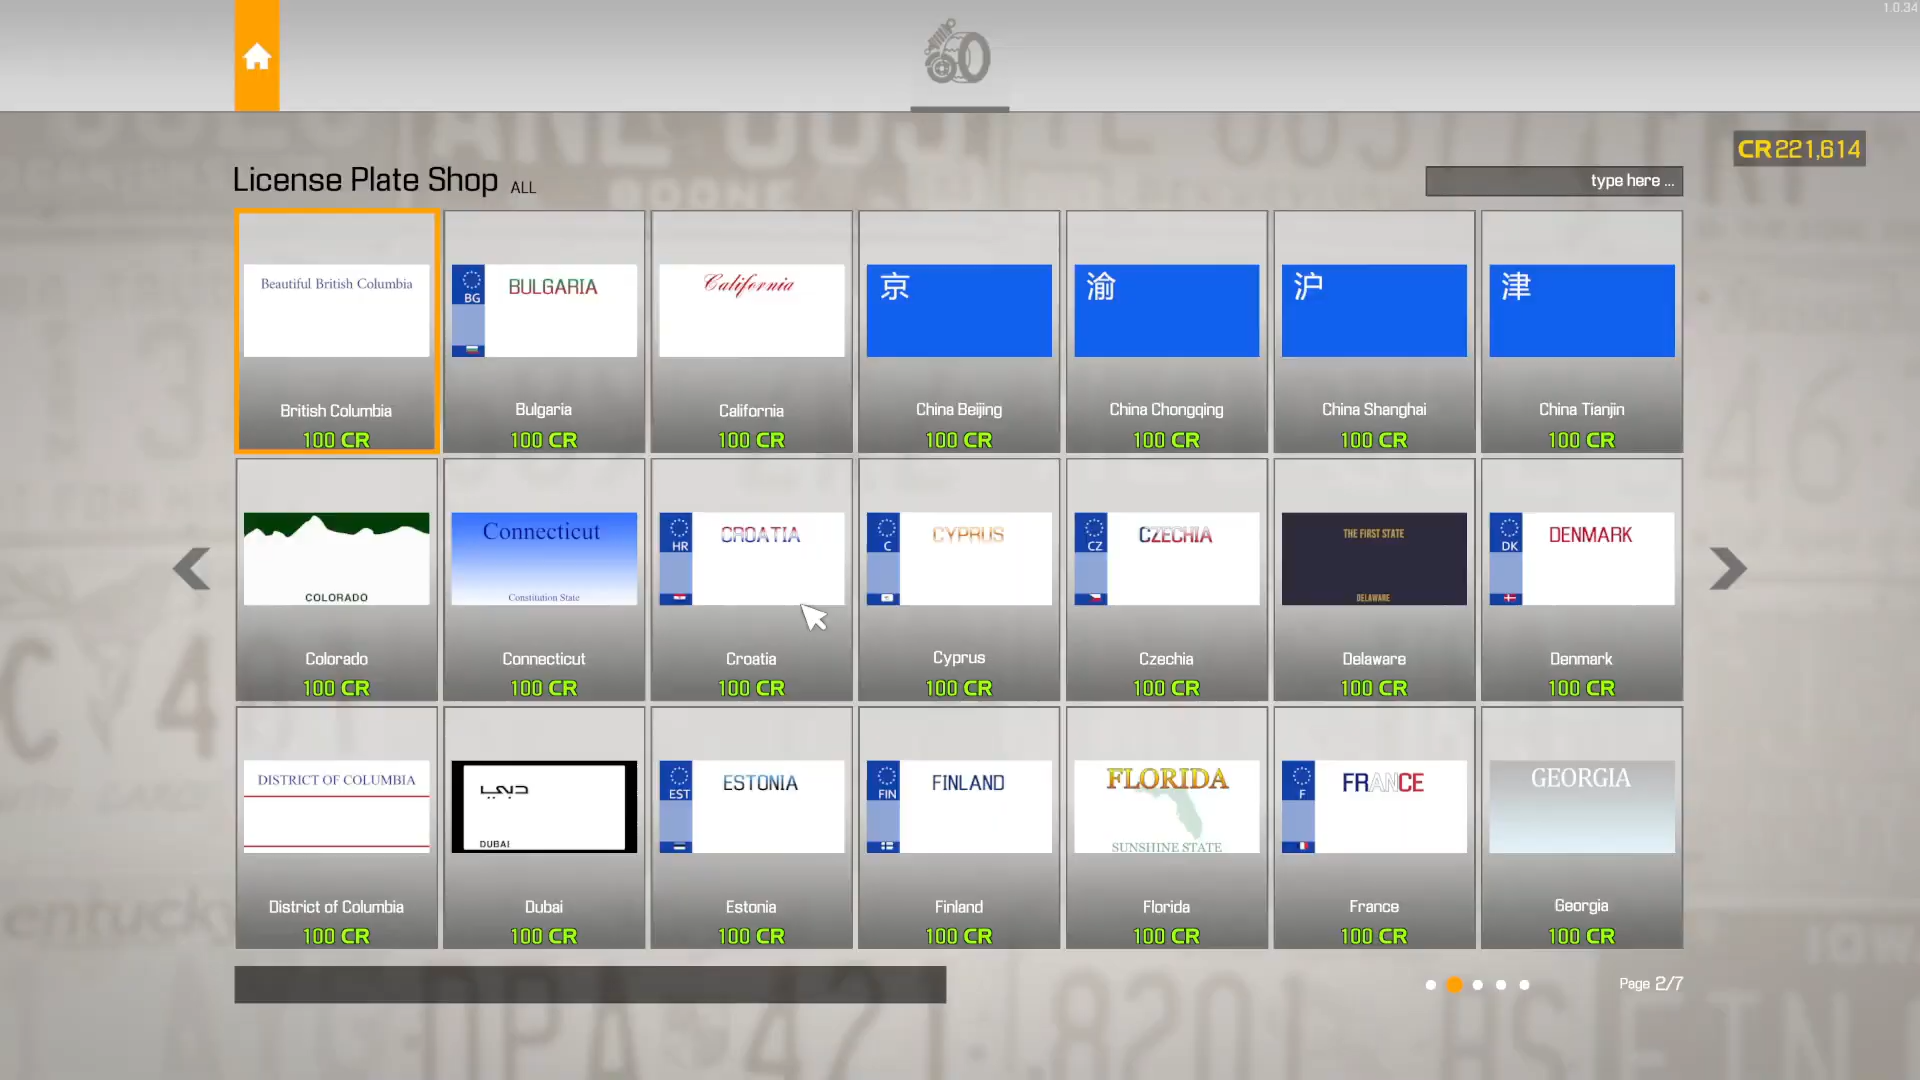 1.0.34
CR 221,614
License Plate Shop ALL
type here ...
Beautiful British Columbia
British Columbia
100 CR
BG
BULGARIA
Bulgaria
100 CR
California
California
100 CR
京
China Beijing
100 CR
渝
China Chongqing
100 CR
沪
China Shanghai
100 CR
津
China Tianjin
100 CR
COLORADO
Colorado
100 CR
Connecticut
Constitution State
Connecticut
100 CR
HR
CROATIA
Croatia
100 CR
C
CYPRUS
Cyprus
100 CR
CZ
CZECHIA
Czechia
100 CR
THE FIRST STATE
DELAWARE
Delaware
100 CR
DK
DENMARK
Denmark
100 CR
DISTRICT OF COLUMBIA
District of Columbia
100 CR
دبي
DUBAI
Dubai
100 CR
EST
ESTONIA
Estonia
100 CR
FIN
FINLAND
Finland
100 CR
FLORIDA
SUNSHINE STATE
Florida
100 CR
F
FRANCE
France
100 CR
GEORGIA
Georgia
100 CR
Page 2/7